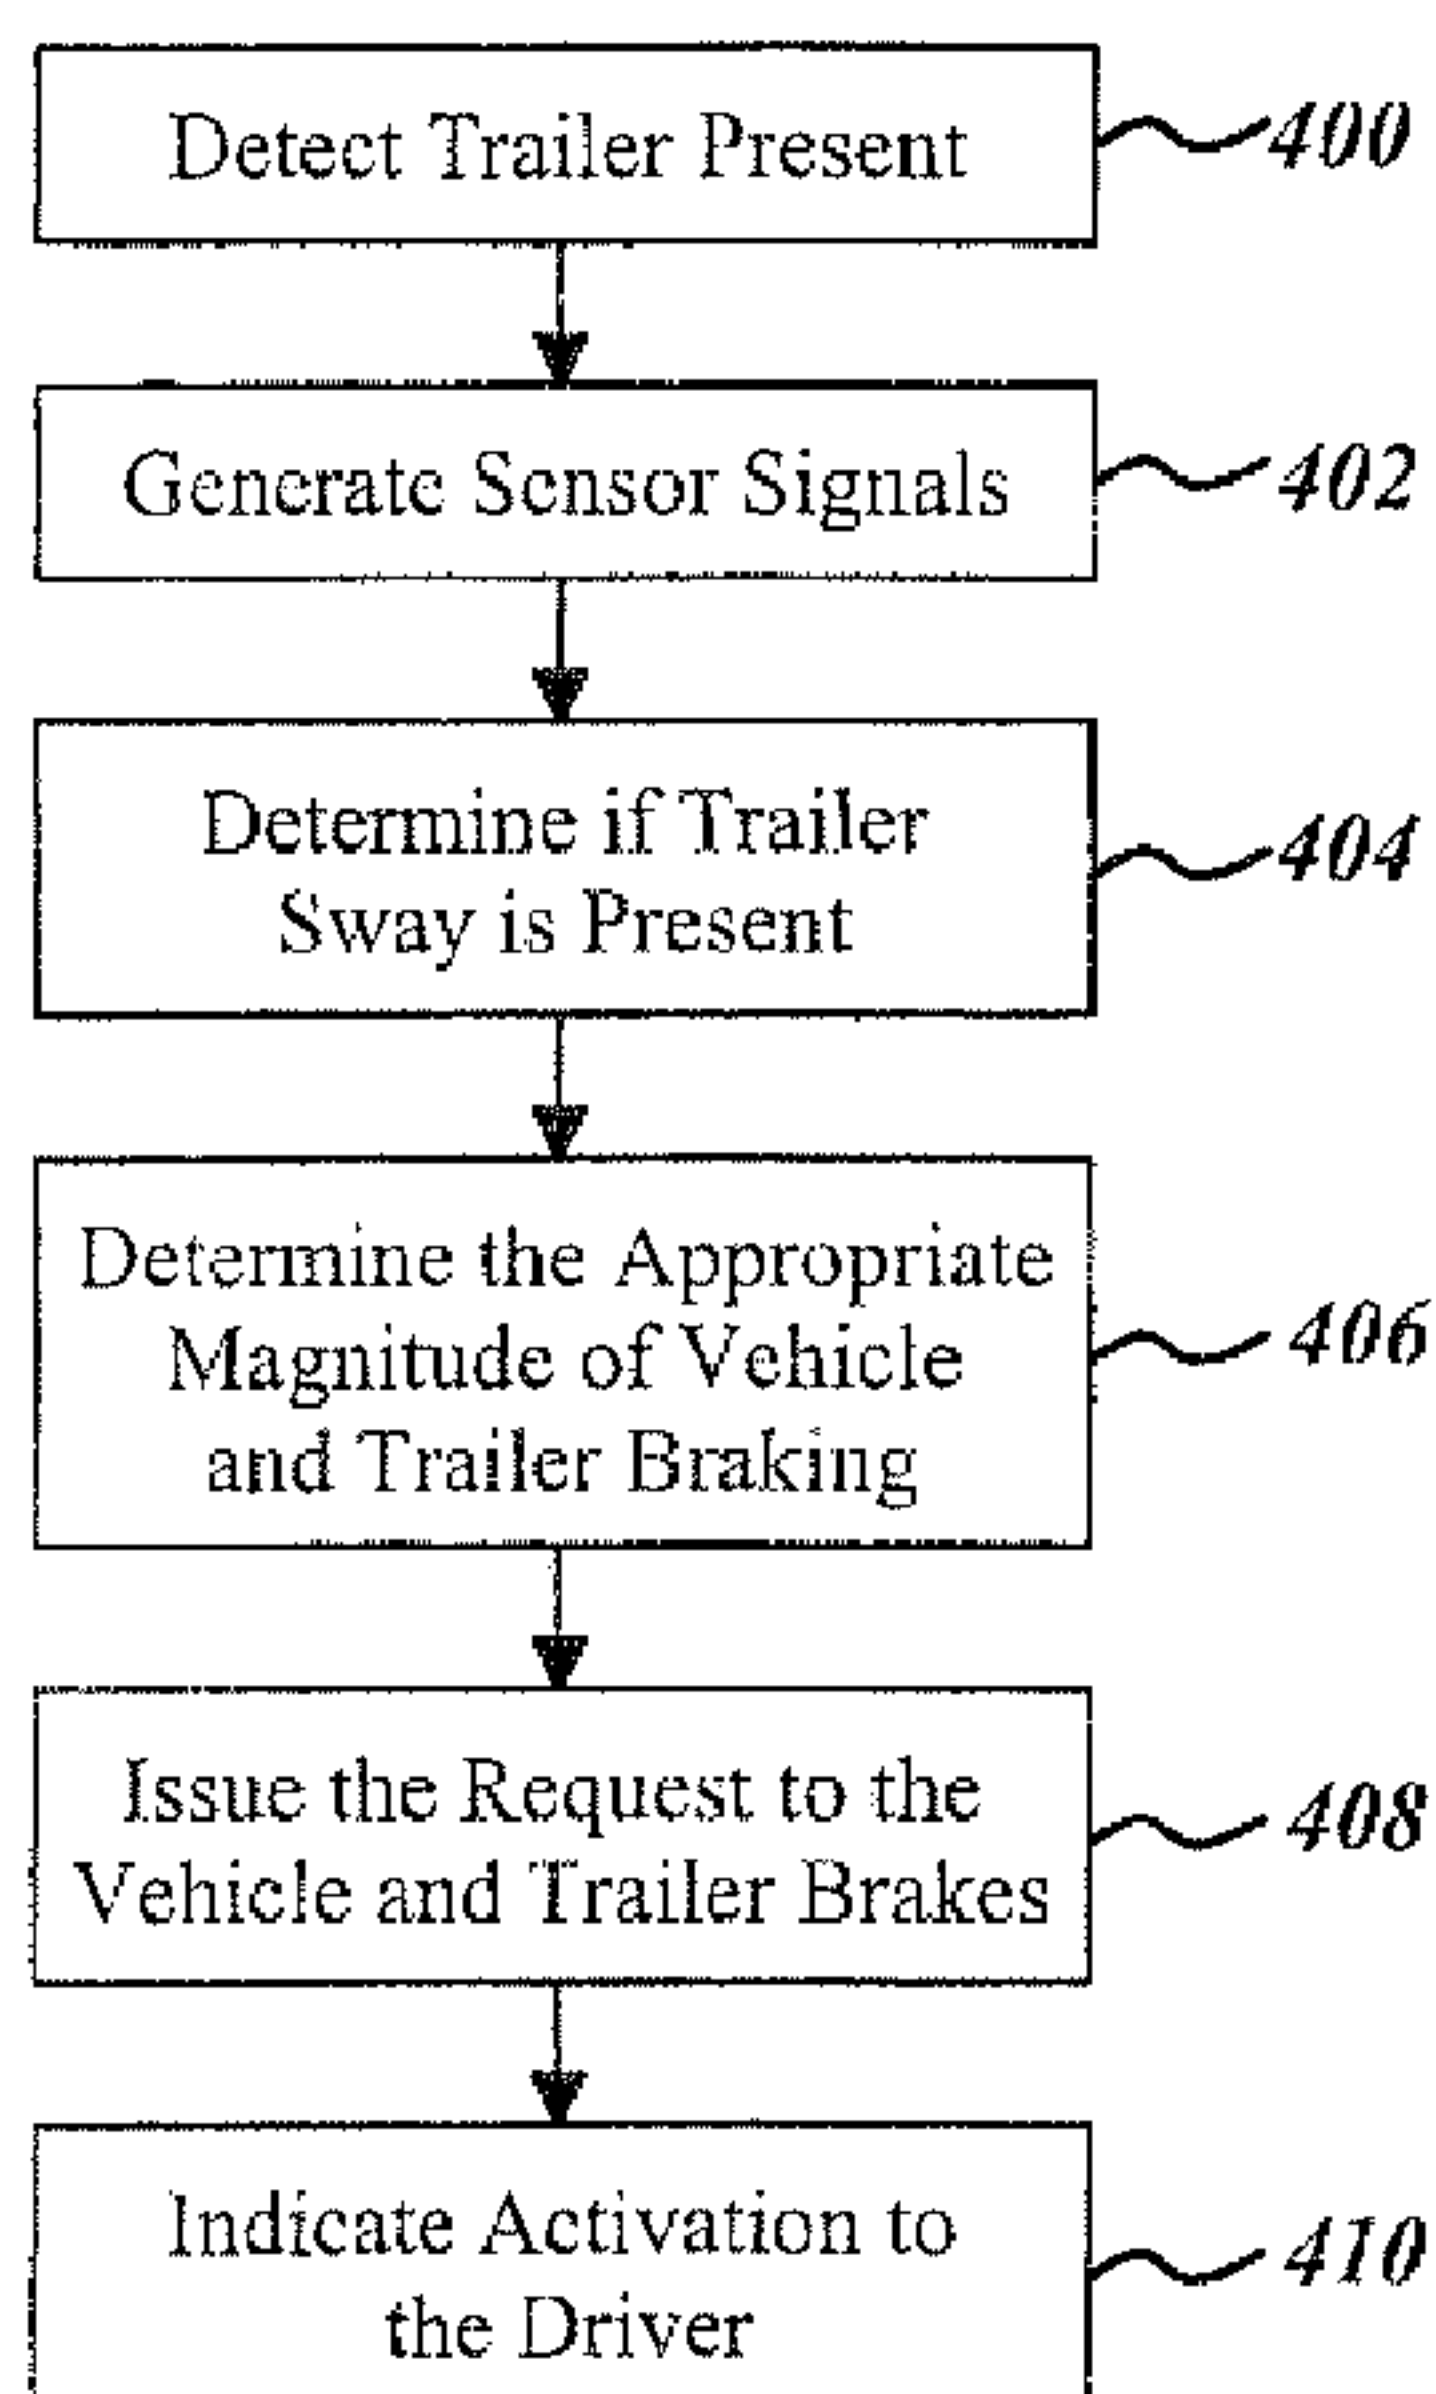 Detect Trailer Present
400
Generate Sensor Signals
402
Determine if Trailer
Sway is Present
404
Determine the Appropriate
Magnitude of Vehicle
and Trailer Braking
406
Issue the Request to the
Vehicle and Trailer Brakes
408
Indicate Activation to
the Driver
410